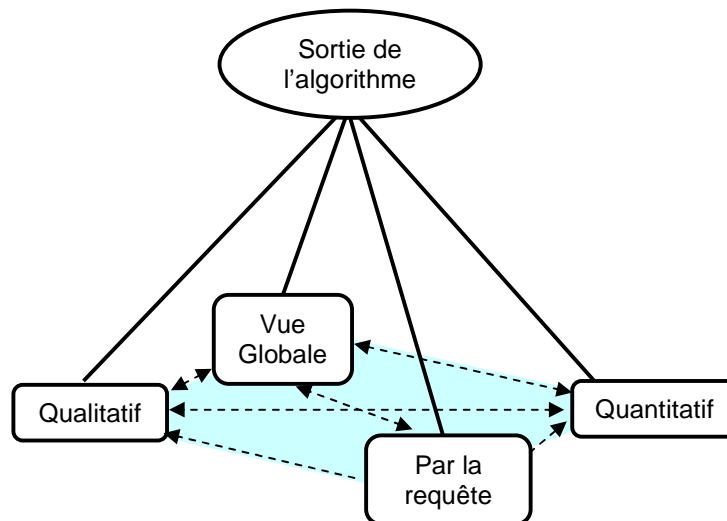 Sortie de
l’algorithme
Vue
Globale
Qualitatif
Quantitatif
Par la
requête